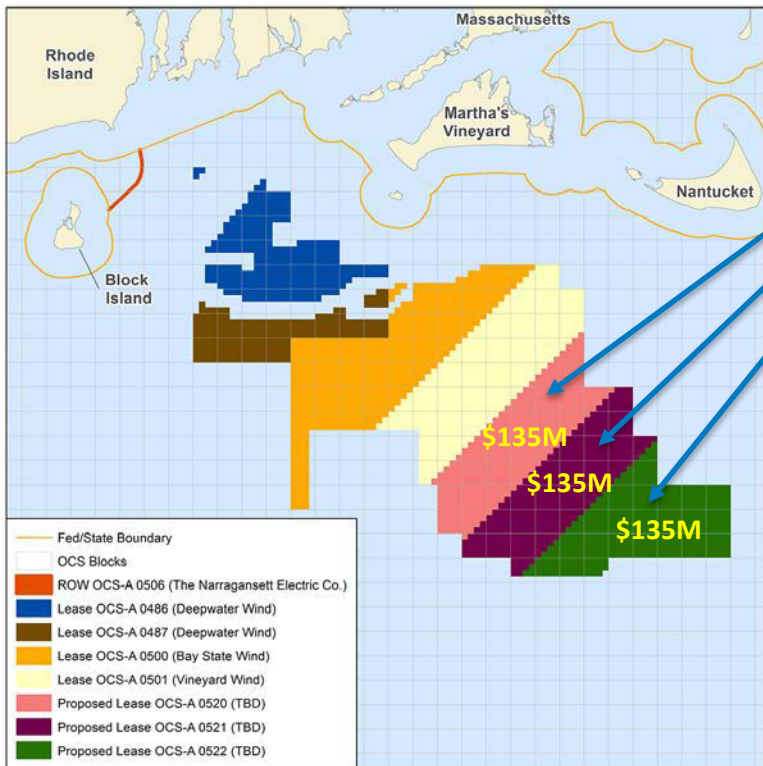 Massachusetts
Rhode
Island
Martha's
Vineyard
Nantucket
Block
Island
$135M
$135M
$135M
Fed/State Boundary
OCS Blocks
ROW OCS-A 0506 (The Narragansett Electric Co.)
Lease OCS-A 0486 (Deepwater Wind)
Lease OCS-A 0487 (Deepwater Wind)
Lease OCS-A 0500 (Bay State Wind)
Lease OCS-A 0501 (Vineyard Wind)
Proposed Lease OCS-A 0520 (TBD)
Proposed Lease OCS-A 0521 (TBD)
Proposed Lease OCS-A 0522 (TBD)